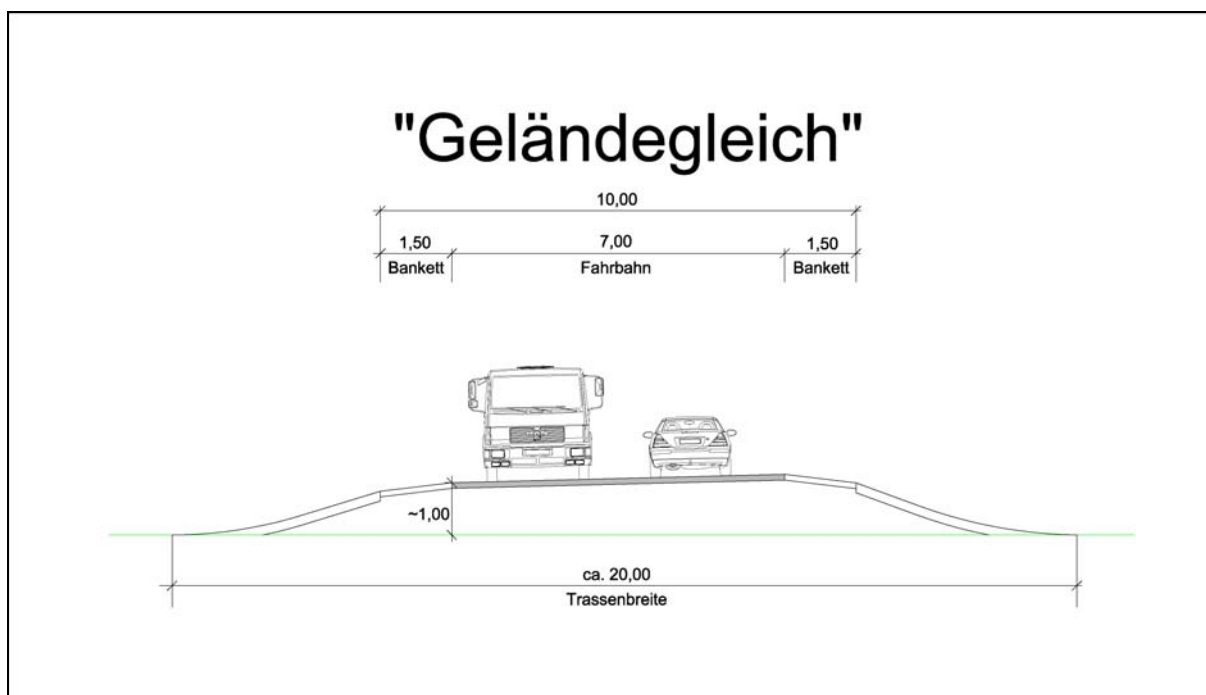 "Geländegleich"
10,00
1,50 7,00 1,50
Bankett Fahrbahn Bankett
~1,00
ca. 20,00
Trassenbreite